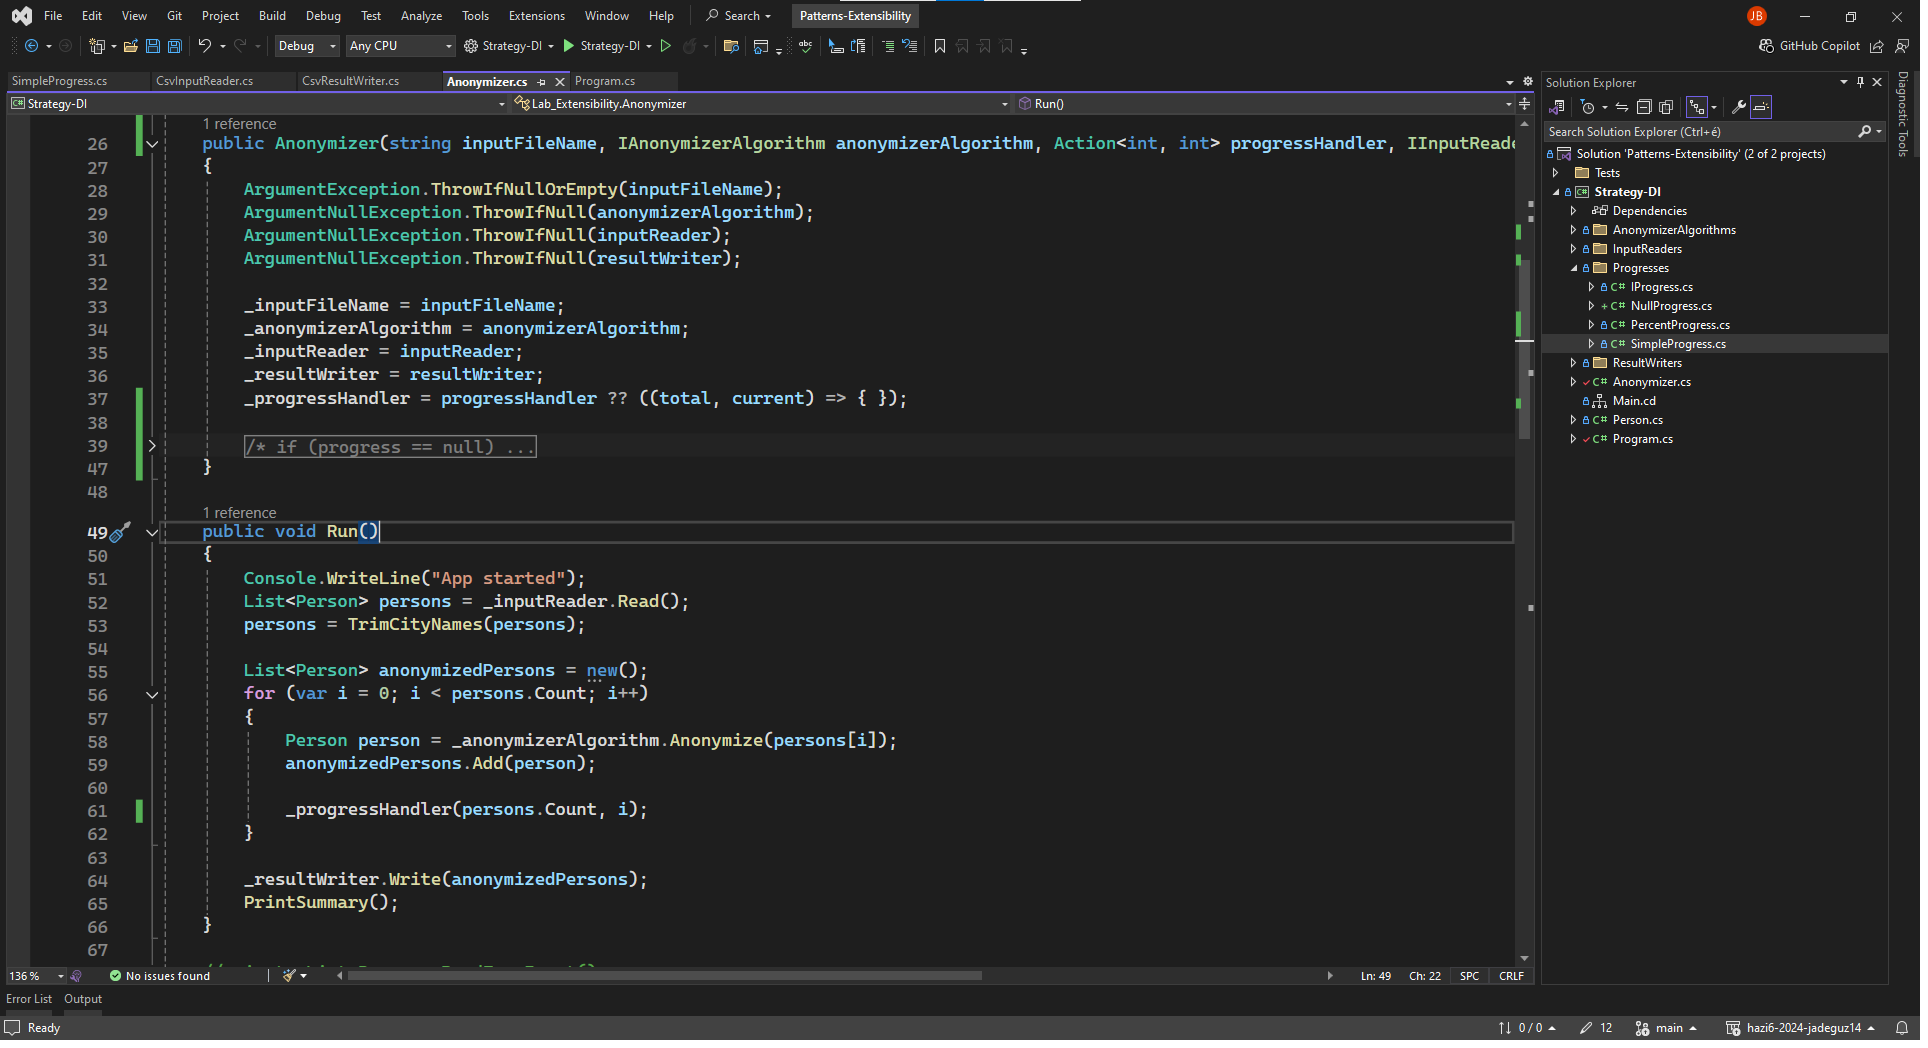 File Edit View Git Project Build Debug Test Analyze Tools Extensions Window Help Search Patterns-Extensibility JB
Debug Any CPU Strategy-DI Strategy-DI GitHub Copilot
SimpleProgress.cs CsvInputReader.cs CsvResultWriter.cs Anonymizer.cs Program.cs
Strategy-DI Lab_Extensibility.Anonymizer Run()
1 reference
26 public Anonymizer(string inputFileName, IAnonymizerAlgorithm anonymizerAlgorithm, Action<int, int> progressHandler, IInputReade
27 {
28 ArgumentException.ThrowIfNullOrEmpty(inputFileName);
29 ArgumentNullException.ThrowIfNull(anonymizerAlgorithm);
30 ArgumentNullException.ThrowIfNull(inputReader);
31 ArgumentNullException.ThrowIfNull(resultWriter);
32
33 _inputFileName = inputFileName;
34 _anonymizerAlgorithm = anonymizerAlgorithm;
35 _inputReader = inputReader;
36 _resultWriter = resultWriter;
37 _progressHandler = progressHandler ?? ((total, current) => { });
38
39 /* if (progress == null) ...
47 }
48
1 reference
49 public void Run()
50 {
51 Console.WriteLine("App started");
52 List<Person> persons = _inputReader.Read();
53 persons = TrimCityNames(persons);
54
55 List<Person> anonymizedPersons = new();
56 for (var i = 0; i < persons.Count; i++)
57 {
58 Person person = _anonymizerAlgorithm.Anonymize(persons[i]);
59 anonymizedPersons.Add(person);
60
61 _progressHandler(persons.Count, i);
62 }
63
64 _resultWriter.Write(anonymizedPersons);
65 PrintSummary();
66 }
67
136 % No issues found Ln: 49 Ch: 22 SPC CRLF
Error List Output
Ready 0 / 0 12 main hazi6-2024-jadeguz14
Solution Explorer
Search Solution Explorer (Ctrl+é)
Solution 'Patterns-Extensibility' (2 of 2 projects)
Tests
Strategy-DI
Dependencies
AnonymizerAlgorithms
InputReaders
Progresses
C# IProgress.cs
C# NullProgress.cs
C# PercentProgress.cs
C# SimpleProgress.cs
ResultWriters
C# Anonymizer.cs
Main.cd
C# Person.cs
C# Program.cs
Diagnostic Tools